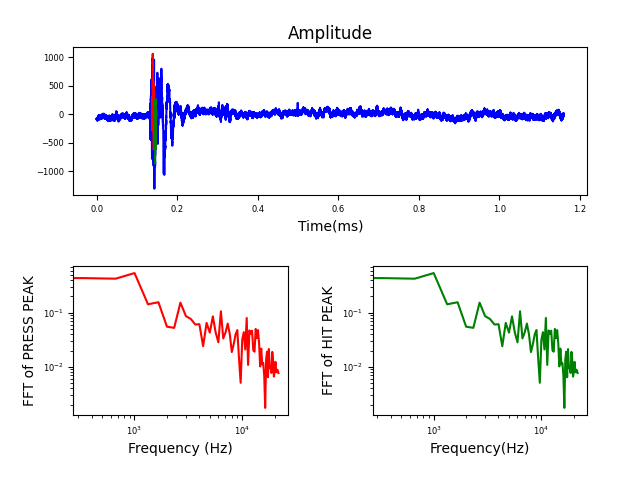 Amplitude
1000
500
0
−500
−1000
0.0 0.2 0.4 0.6 0.8 1.0 1.2
Time(ms)
FFT of PRESS PEAK
10⁻¹
10⁻²
10³ 10⁴
Frequency (Hz)
FFT of HIT PEAK
10⁻¹
10⁻²
10³ 10⁴
Frequency(Hz)